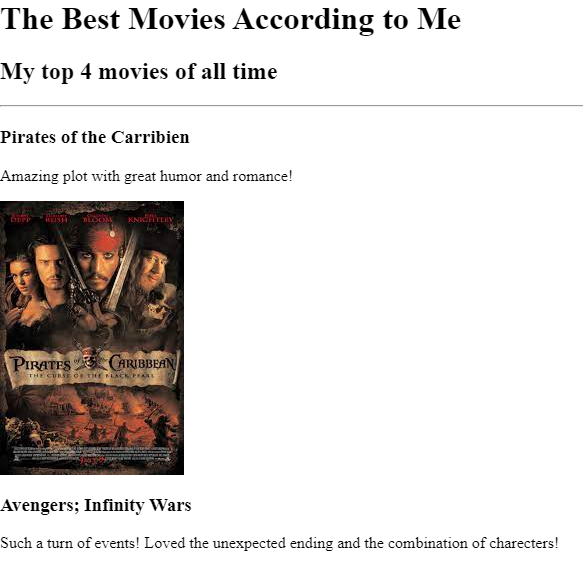 The Best Movies According to Me
My top 4 movies of all time
Pirates of the Carribien
Amazing plot with great humor and romance!
DEPP RUSH BLOOM KNIGHTLEY
PIRATES OF THE CARIBBEAN
THE CURSE OF THE BLACK PEARL
Avengers; Infinity Wars
Such a turn of events! Loved the unexpected ending and the combination of charecters!